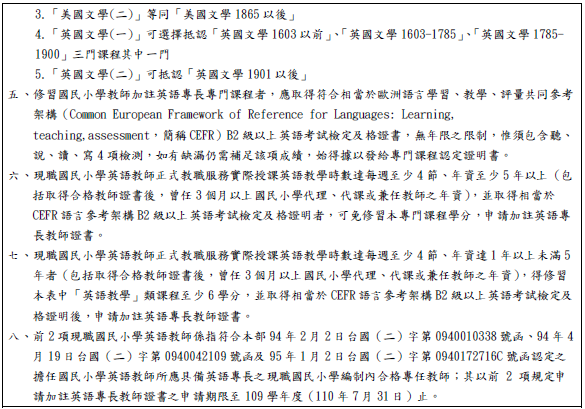 3.「美國文學(二)」等同「美國文學 1865 以後」
4.「英國文學(一)」可選擇抵認「英國文學 1603 以前」、「英國文學 1603-1785」、「英國文學 1785-
1900」三門課程其中一門
5.「英國文學(二)」可抵認「英國文學 1901 以後」
五、修習國民小學教師加註英語專長專門課程者，應取得符合相當於歐洲語言學習、教學、評量共同參考
架構（Common European Framework of Reference for Languages: Learning,
teaching,assessment，簡稱 CEFR）B2 級以上英語考試檢定及格證書，無年限之限制，惟須包含聽、
說、讀、寫 4 項檢測，如有缺漏仍需補足該項成績，始得據以發給專門課程認定證明書。
六、現職國民小學英語教師正式教職服務實際授課英語教學時數達每週至少 4 節、年資至少 5 年以上（包
括取得合格教師證書後，曾任 3 個月以上國民小學代理、代課或兼任教師之年資)，並取得相當於
CEFR 語言參考架構 B2 級以上英語考試檢定及格證明者，可免修習本專門課程學分，申請加註英語專
長教師證書。
七、現職國民小學英語教師正式教職服務實際授課英語教學時數達每週至少 4 節、年資達 1 年以上未滿 5
年者（包括取得合格教師證書後，曾任 3 個月以上國民小學代理、代課或兼任教師之年資)，得修習
本表中「英語教學」類課程至少 6 學分，並取得相當於 CEFR 語言參考架構 B2 級以上英語考試檢定及
格證明後，申請加註英語專長教師證書。
八、前 2 項現職國民小學英語教師係指符合本部 94 年 2 月 2 日台國（二）字第 0940010338 號函、94 年 4
月 19 日台國（二）字第 0940042109 號函及 95 年 1 月 2 日台國（二）字第 0940172716C 號函認定之
擔任國民小學英語教師所應具備英語專長之現職國民小學編制內合格專任教師；其以前 2 項規定申
請加註英語專長教師證書之申請期限至 109 學年度（110 年 7 月 31 日）止。